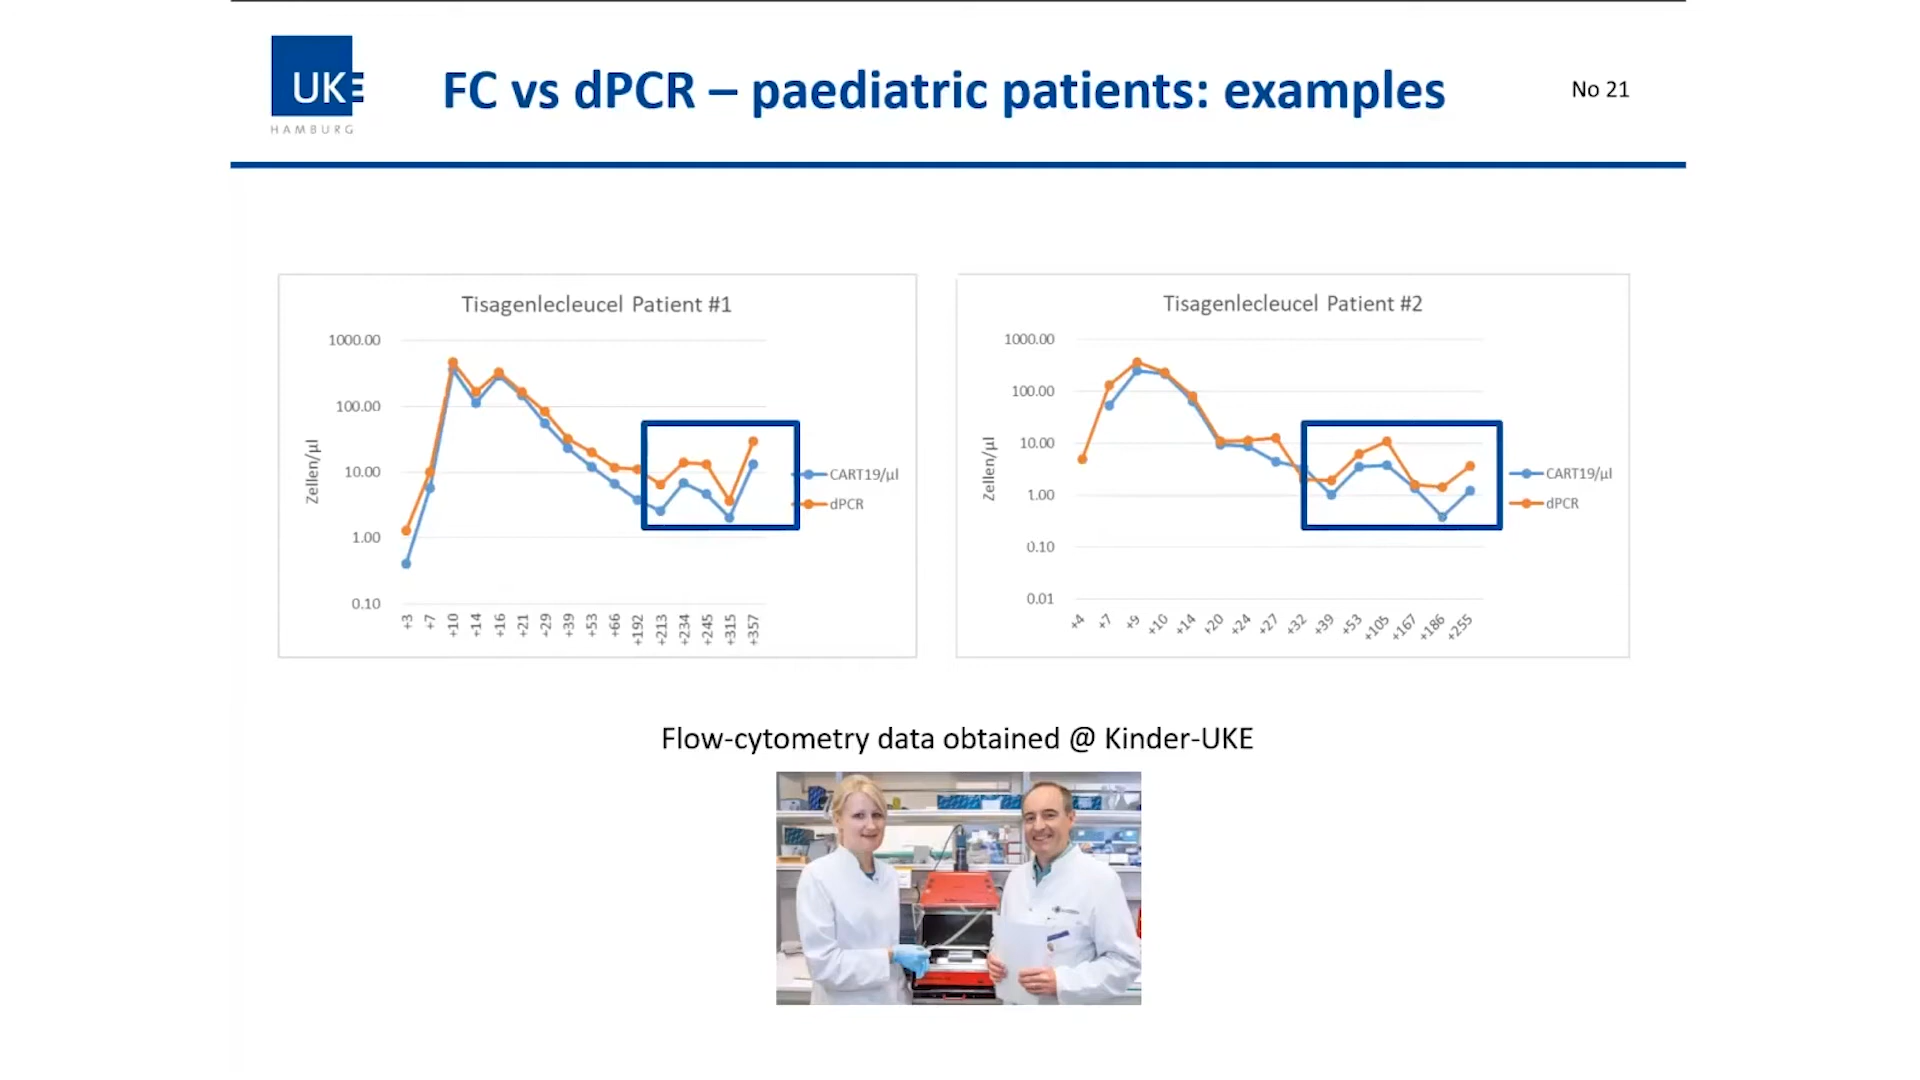 UKE
HAMBURG
FC vs dPCR – paediatric patients: examples
No 21
Tisagenlecleucel Patient #1
1000.00
100.00
10.00
1.00
0.10
Zellen/µl
+3 +7 +10 +14 +16 +21 +29 +39 +53 +66 +192 +213 +234 +245 +315 +357
CART19/µl
dPCR
Tisagenlecleucel Patient #2
1000.00
100.00
10.00
1.00
0.10
0.01
Zellen/µl
+4 +7 +9 +10 +14 +20 +24 +27 +32 +39 +53 +105 +167 +186 +255
CART19/µl
dPCR
Flow-cytometry data obtained @ Kinder-UKE